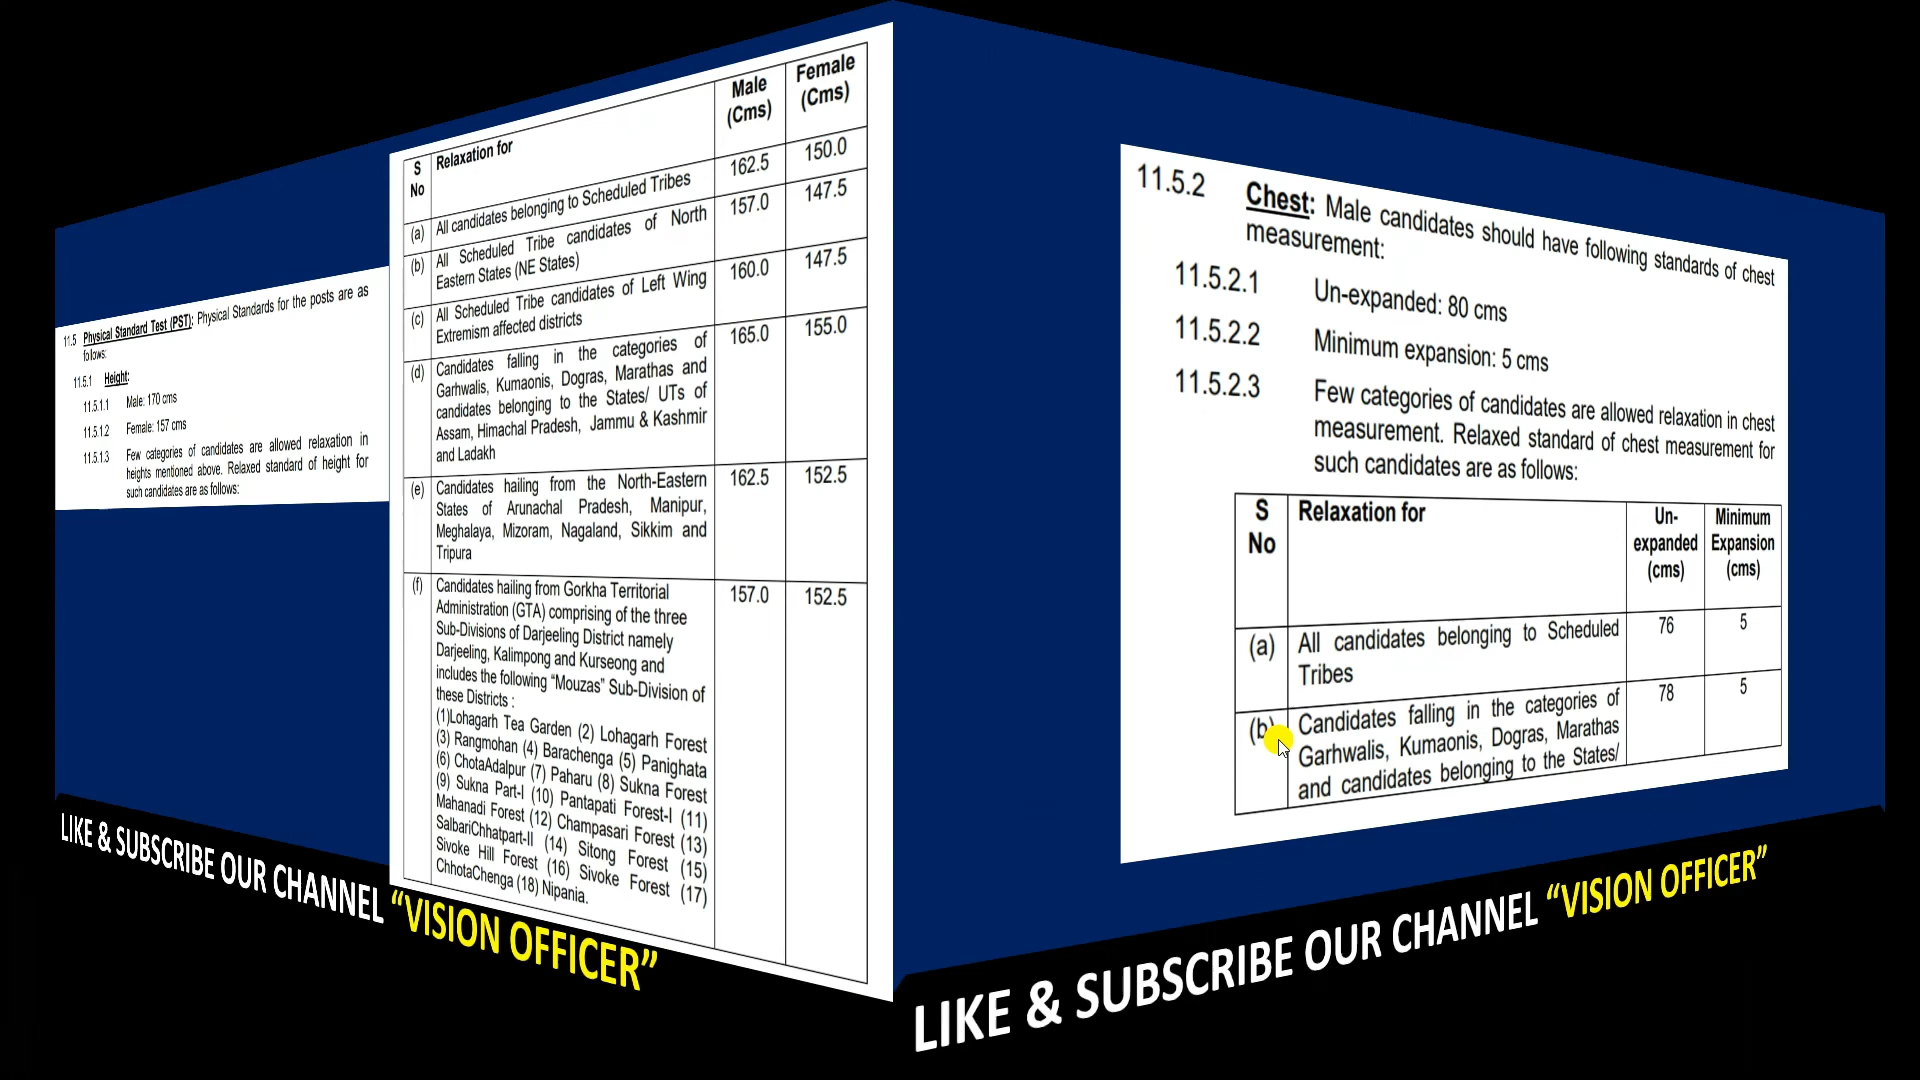 11.5 Physical Standard Test (PST): Physical Standards for the posts are as
follows:
11.5.1 Height:
11.5.1.1 Male: 170 cms
11.5.1.2 Female: 157 cms
11.5.1.3 Few categories of candidates are allowed relaxation in
heights mentioned above. Relaxed standard of height for
such candidates are as follows:
S No Relaxation for Male (Cms) Female (Cms)
(a) All candidates belonging to Scheduled Tribes 162.5 150.0
(b) All Scheduled Tribe candidates of North 157.0 147.5
Eastern States (NE States)
(c) All Scheduled Tribe candidates of Left Wing 160.0 147.5
Extremism affected districts
(d) Candidates falling in the categories of 165.0 155.0
Garhwalis, Kumaonis, Dogras, Marathas and
candidates belonging to the States/ UTs of
Assam, Himachal Pradesh, Jammu & Kashmir
and Ladakh
(e) Candidates hailing from the North-Eastern 162.5 152.5
States of Arunachal Pradesh, Manipur,
Meghalaya, Mizoram, Nagaland, Sikkim and
Tripura
(f) Candidates hailing from Gorkha Territorial 157.0 152.5
Administration (GTA) comprising of the three
Sub-Divisions of Darjeeling District namely
Darjeeling, Kalimpong and Kurseong and
includes the following “Mouzas” Sub-Division of
these Districts :
(1)Lohagarh Tea Garden (2) Lohagarh Forest
(3) Rangmohan (4) Barachenga (5) Panighata
(6) ChotaAdalpur (7) Paharu (8) Sukna Forest
(9) Sukna Part-I (10) Pantapati Forest-I (11)
Mahanadi Forest (12) Champasari Forest (13)
SalbariChhatpart-II (14) Sitong Forest (15)
Sivoke Hill Forest (16) Sivoke Forest (17)
ChhotaChenga (18) Nipania.
LIKE & SUBSCRIBE OUR CHANNEL “VISION OFFICER”
11.5.2 Chest: Male candidates should have following standards of chest
measurement:
11.5.2.1 Un-expanded: 80 cms
11.5.2.2 Minimum expansion: 5 cms
11.5.2.3 Few categories of candidates are allowed relaxation in chest
measurement. Relaxed standard of chest measurement for
such candidates are as follows:
S No Relaxation for Un-expanded (cms) Minimum Expansion (cms)
(a) All candidates belonging to Scheduled 76 5
Tribes
(b) Candidates falling in the categories of 78 5
Garhwalis, Kumaonis, Dogras, Marathas
and candidates belonging to the States/
LIKE & SUBSCRIBE OUR CHANNEL “VISION OFFICER”